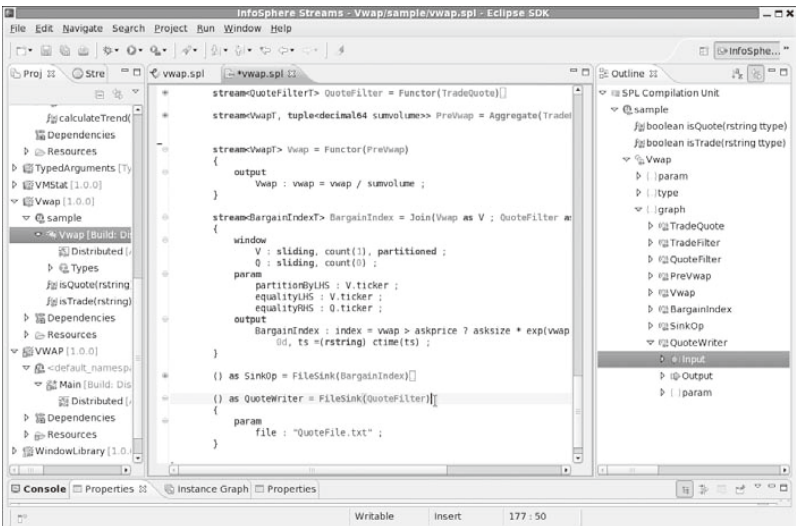 InfoSphere Streams - Vwap/sample/vwap.spl - Eclipse SDK
File Edit Navigate Search Project Run Window Help
InfoSphe...
Proj
Stre
calculateTrend(
Dependencies
Resources
TypedArguments [Ty
VMStat [1.0.0]
Vwap [1.0.0]
sample
Vwap [Build: Dis
Distributed [
Types
isQuote(rstring
isTrade(rstring)
Dependencies
Resources
VWAP [1.0.0]
<default_namesp
Main [Build: Dis
Distributed [
Dependencies
Resources
WindowLibrary [1.0.
vwap.spl
*vwap.spl
stream<QuoteFilterT> QuoteFilter = Functor(TradeQuote)
stream<VwapT, tuple<decimal64 sumvolume>> PreVwap = Aggregate(Trade
stream<VwapT> Vwap = Functor(PreVwap)
{
output
Vwap : vwap = vwap / sumvolume ;
}
stream<BargainIndexT> BargainIndex = Join(Vwap as V ; QuoteFilter as
{
window
V : sliding, count(1), partitioned ;
Q : sliding, count(0) ;
param
partitionByLHS : V.ticker ;
equalityLHS : V.ticker ;
equalityRHS : Q.ticker ;
output
BargainIndex : index = vwap > askprice ? asksize * exp(vwap
0d, ts =(rstring) ctime(ts) ;
}
() as SinkOp = FileSink(BargainIndex)
() as QuoteWriter = FileSink(QuoteFilter)
{
param
file : "QuoteFile.txt" ;
}
Outline
SPL Compilation Unit
sample
boolean isQuote(rstring ttype)
boolean isTrade(rstring ttype)
Vwap
param
type
graph
TradeQuote
TradeFilter
QuoteFilter
PreVwap
Vwap
BargainIndex
SinkOp
QuoteWriter
Input
Output
param
Console
Properties
Instance Graph
Properties
Writable
Insert
177 : 50